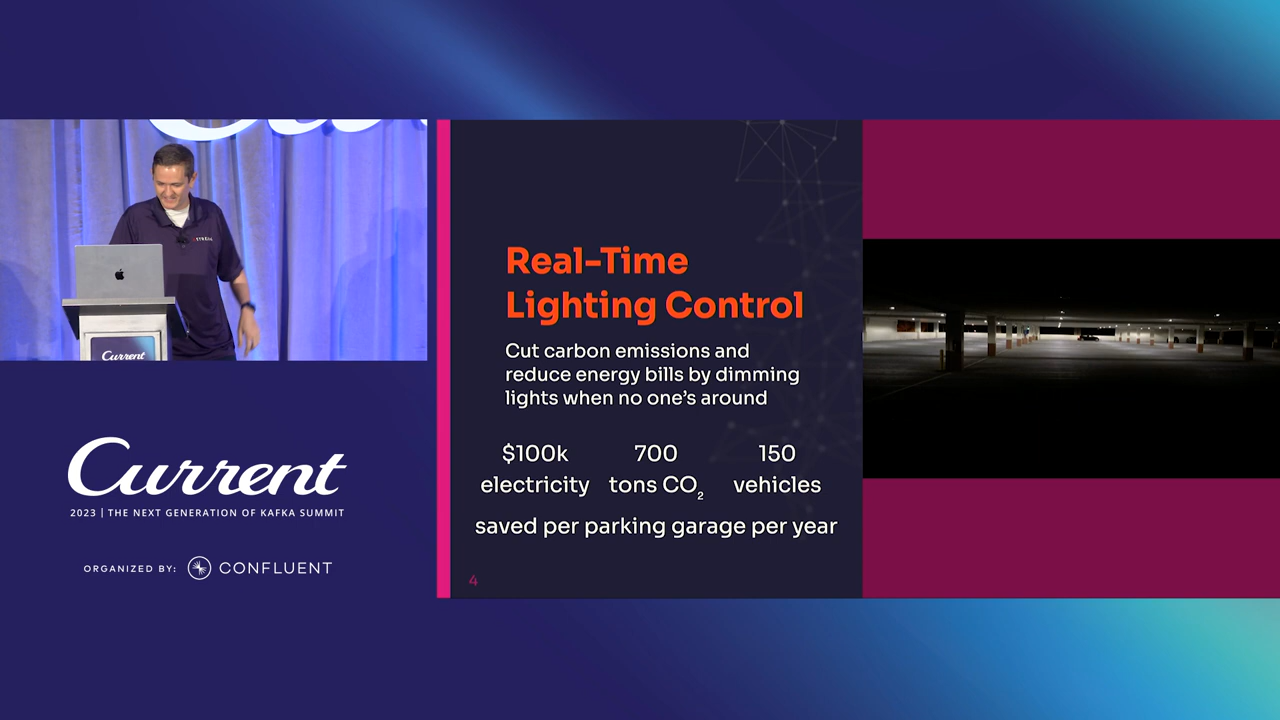 Current
Current
2023 | THE NEXT GENERATION OF KAFKA SUMMIT
ORGANIZED BY: CONFLUENT
Real-Time
Lighting Control
Cut carbon emissions and
reduce energy bills by dimming
lights when no one's around
$100k 700 150
electricity tons CO₂ vehicles
saved per parking garage per year
4